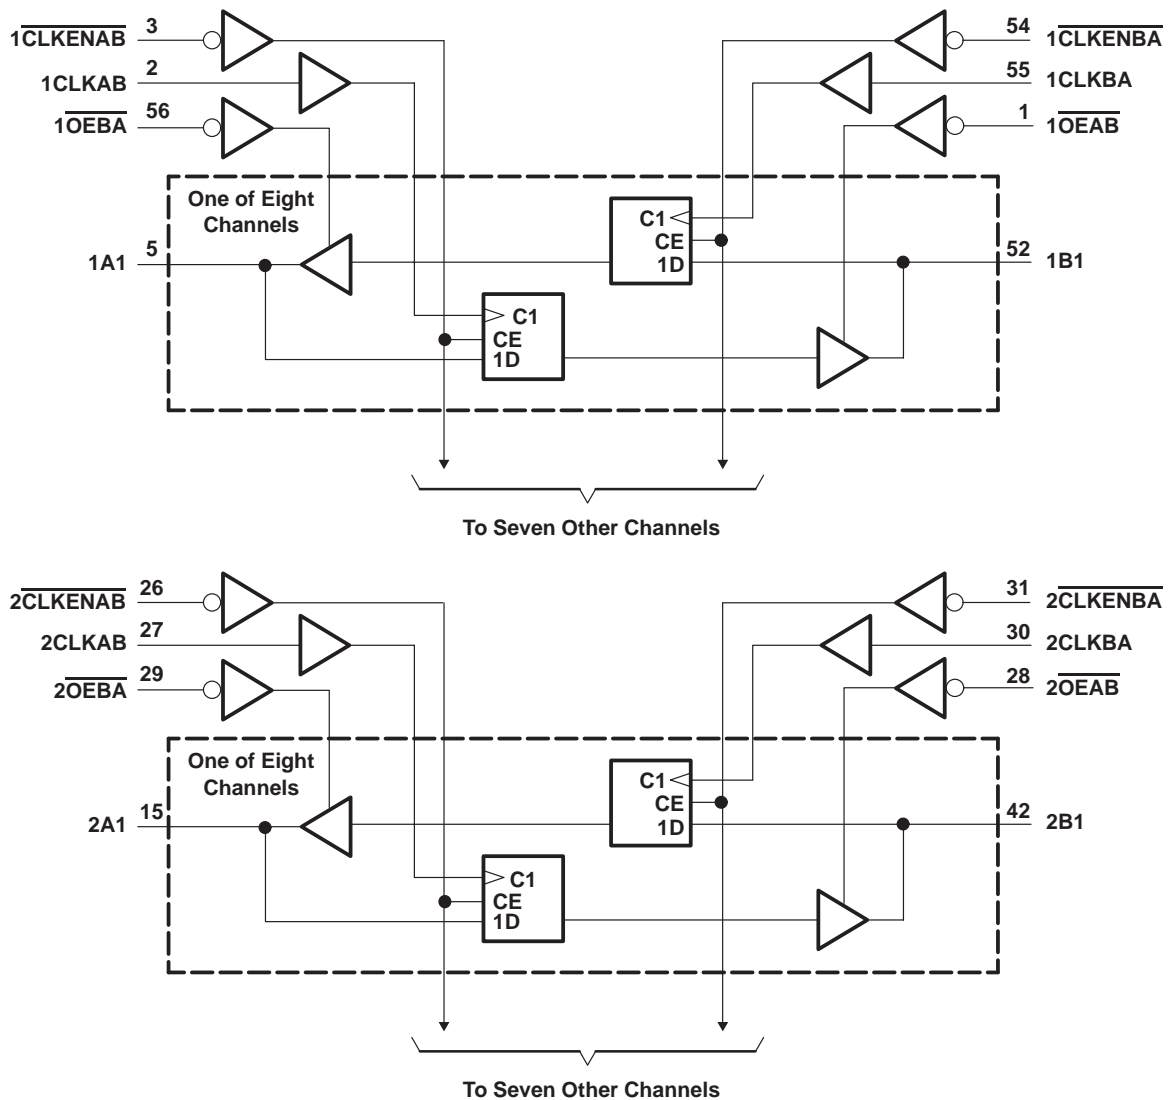 1CLKENAB 3
1CLKAB 2
1OEBA 56
54 1CLKENBA
55 1CLKBA
1 1OEAB
One of Eight
Channels
1A1 5
C1
CE
1D
52 1B1
C1
CE
1D
To Seven Other Channels
2CLKENAB 26
2CLKAB 27
2OEBA 29
31 2CLKENBA
30 2CLKBA
28 2OEAB
One of Eight
Channels
2A1 15
C1
CE
1D
42 2B1
C1
CE
1D
To Seven Other Channels